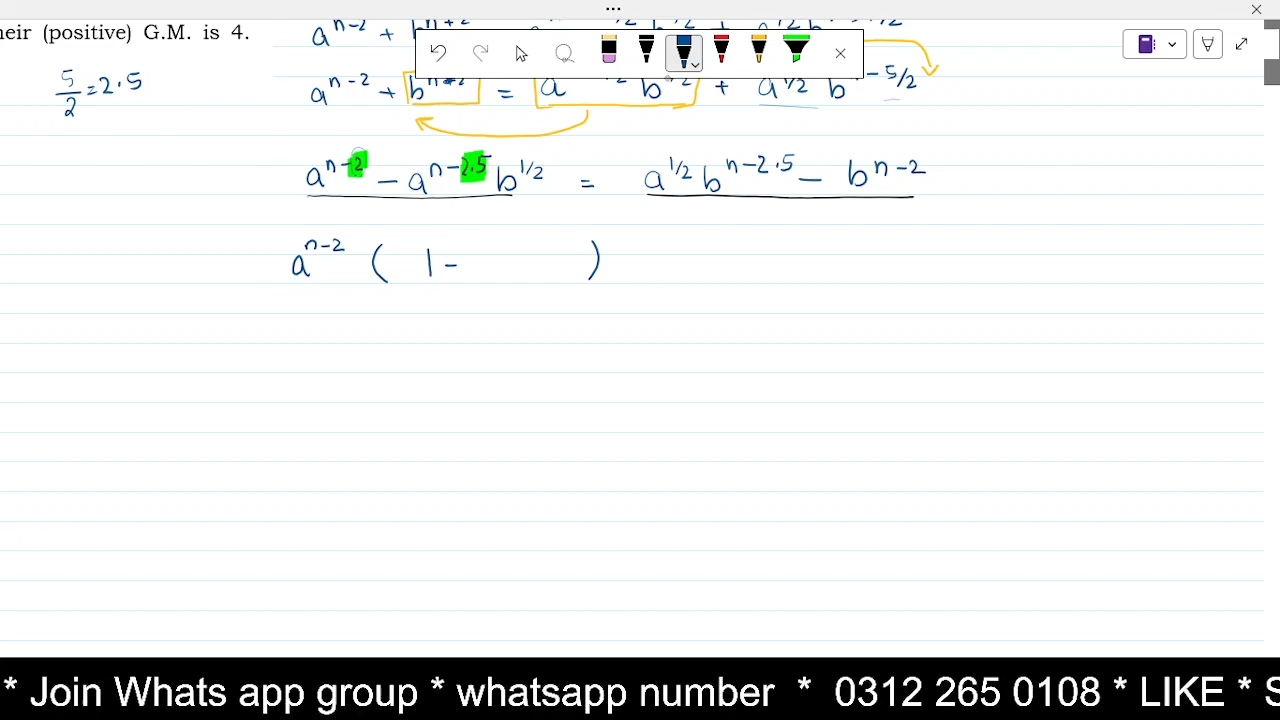 heir (positive) G.M. is 4.
5/2 = 2.5
a^{n-2} +
a^{n-2} + b^{n-2} = a b^{1/2} + a^{1/2} b^{n-5/2}
a^{n-2} - a^{n-2.5} b^{1/2} = a^{1/2} b^{n-2.5} - b^{n-2}
a^{n-2} ( 1 - )
* Join Whats app group * whatsapp number * 0312 265 0108 * LIKE * S